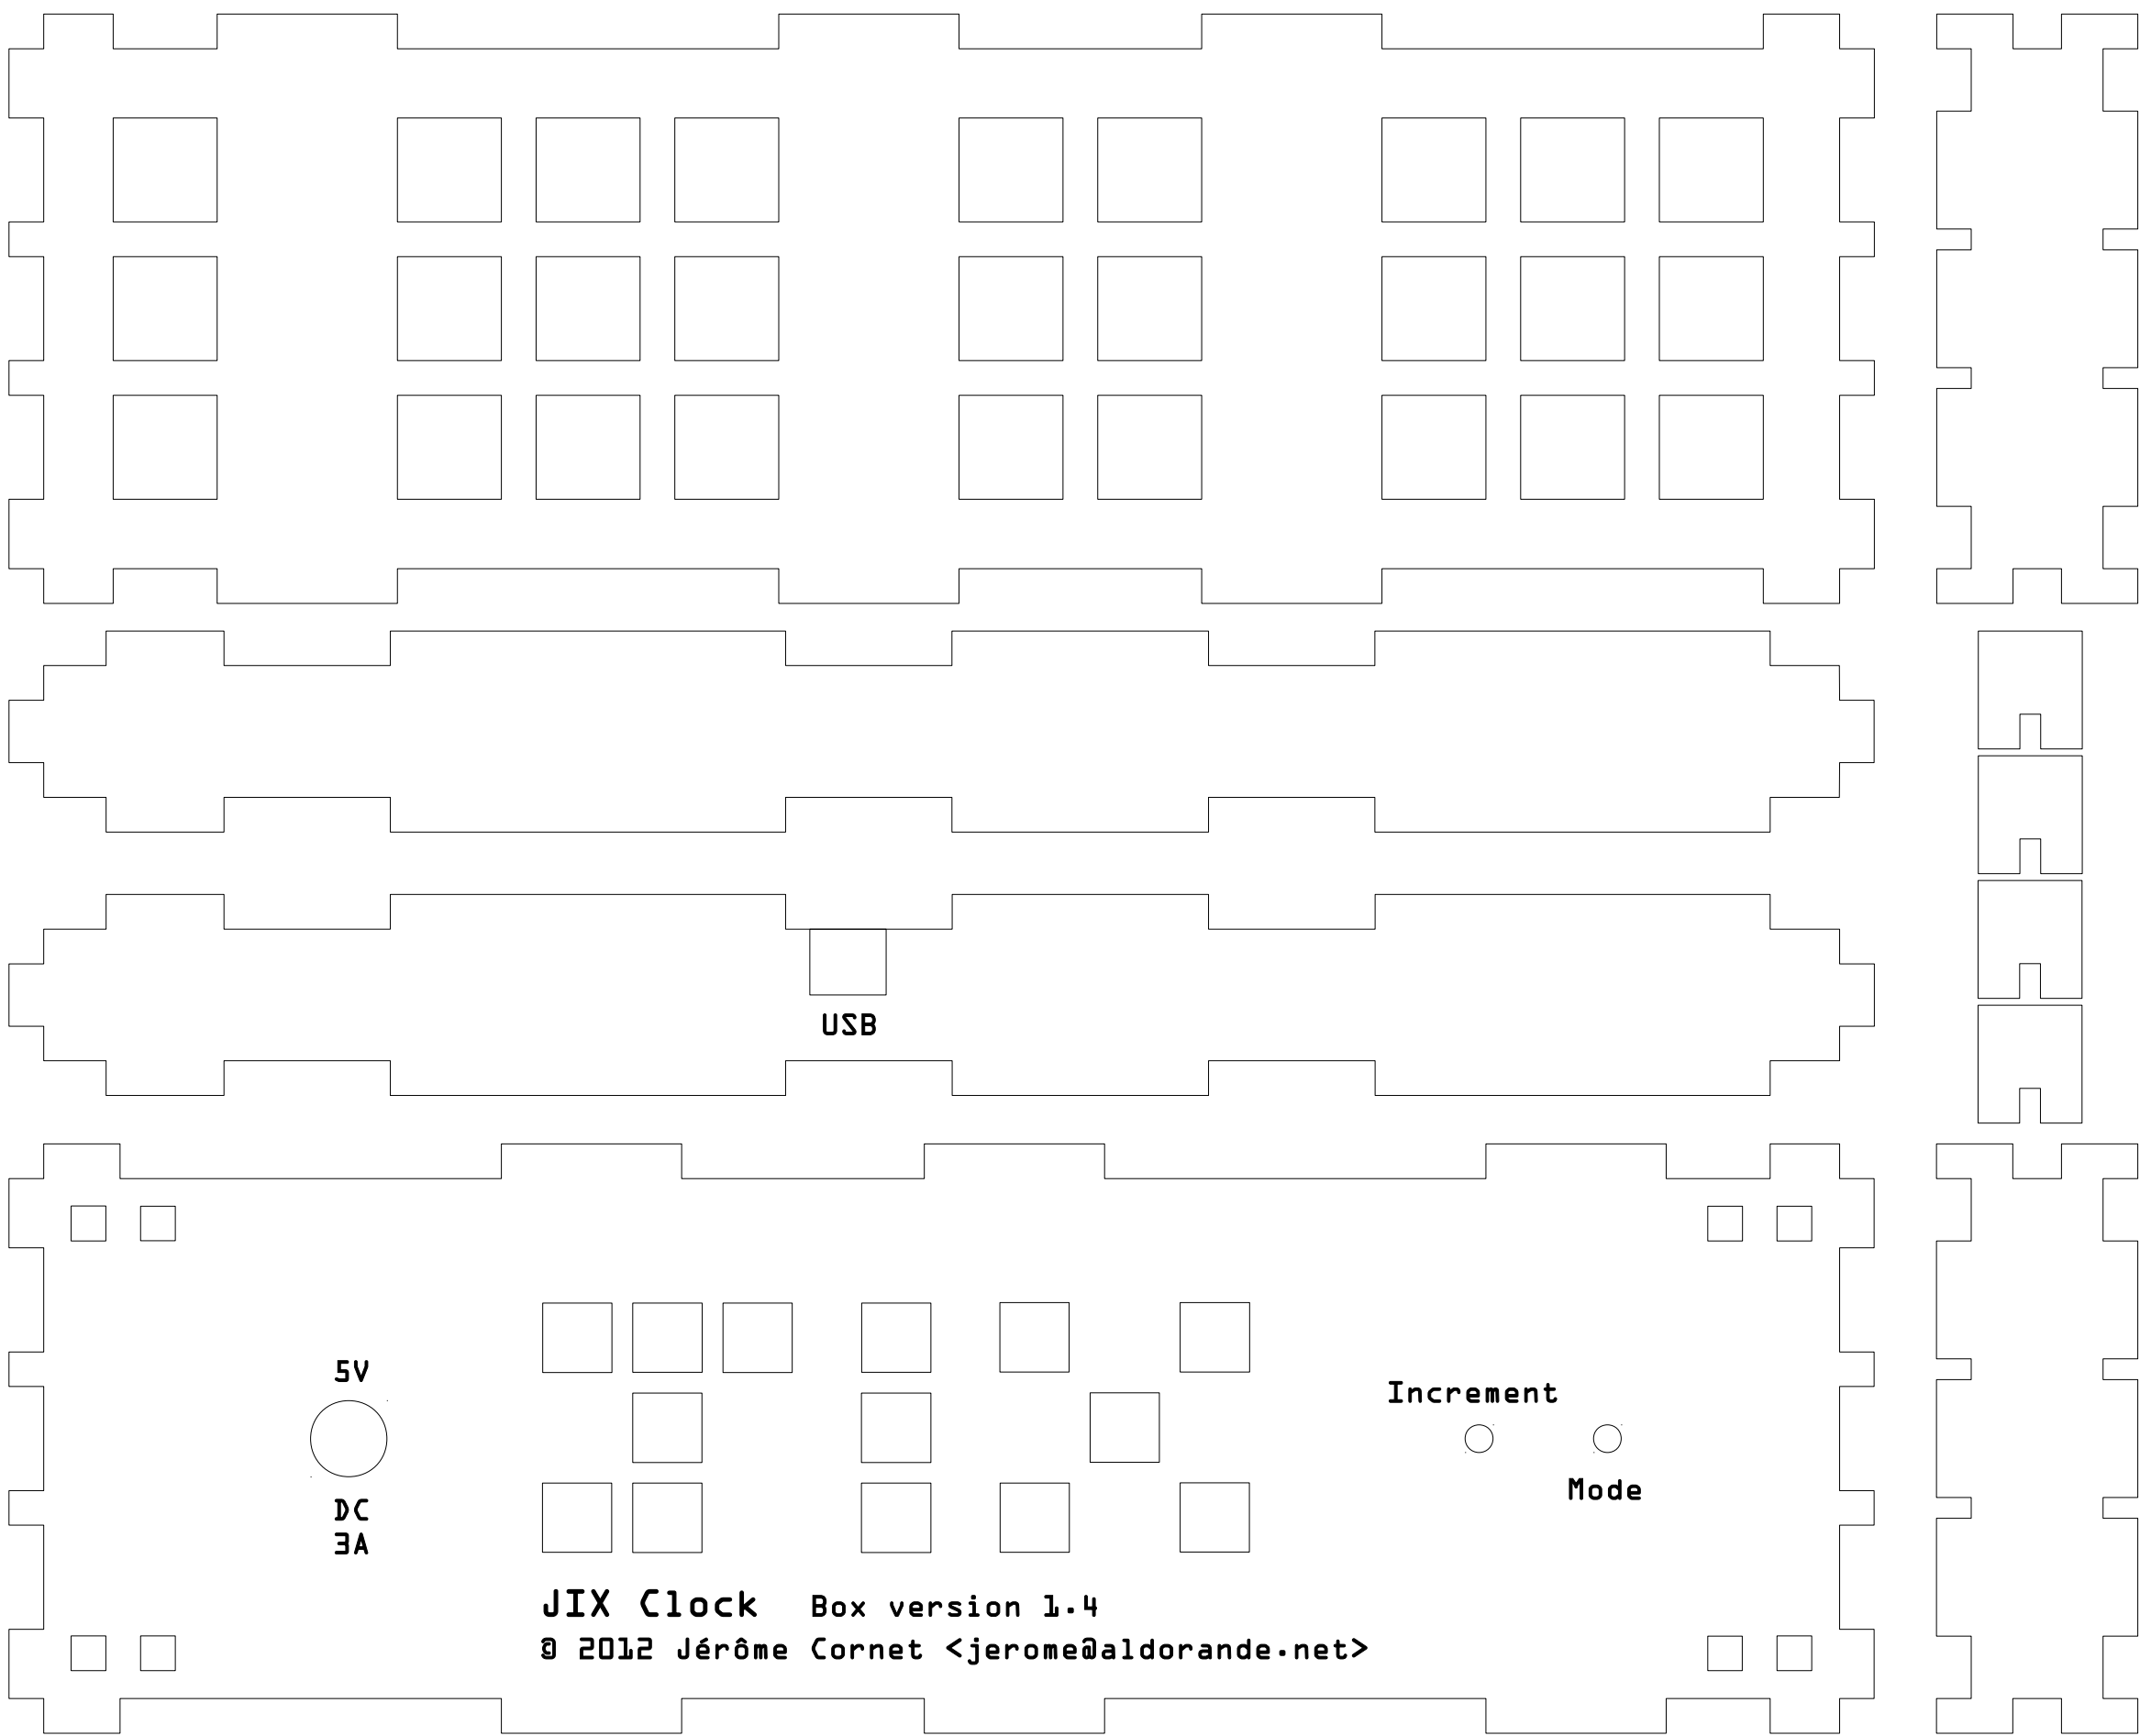 USB
5V
Increment
Mode
DC
3A
JIX Clock Box version 1.4
© 2012 Jérôme Cornet <jerome@aldorande.net>